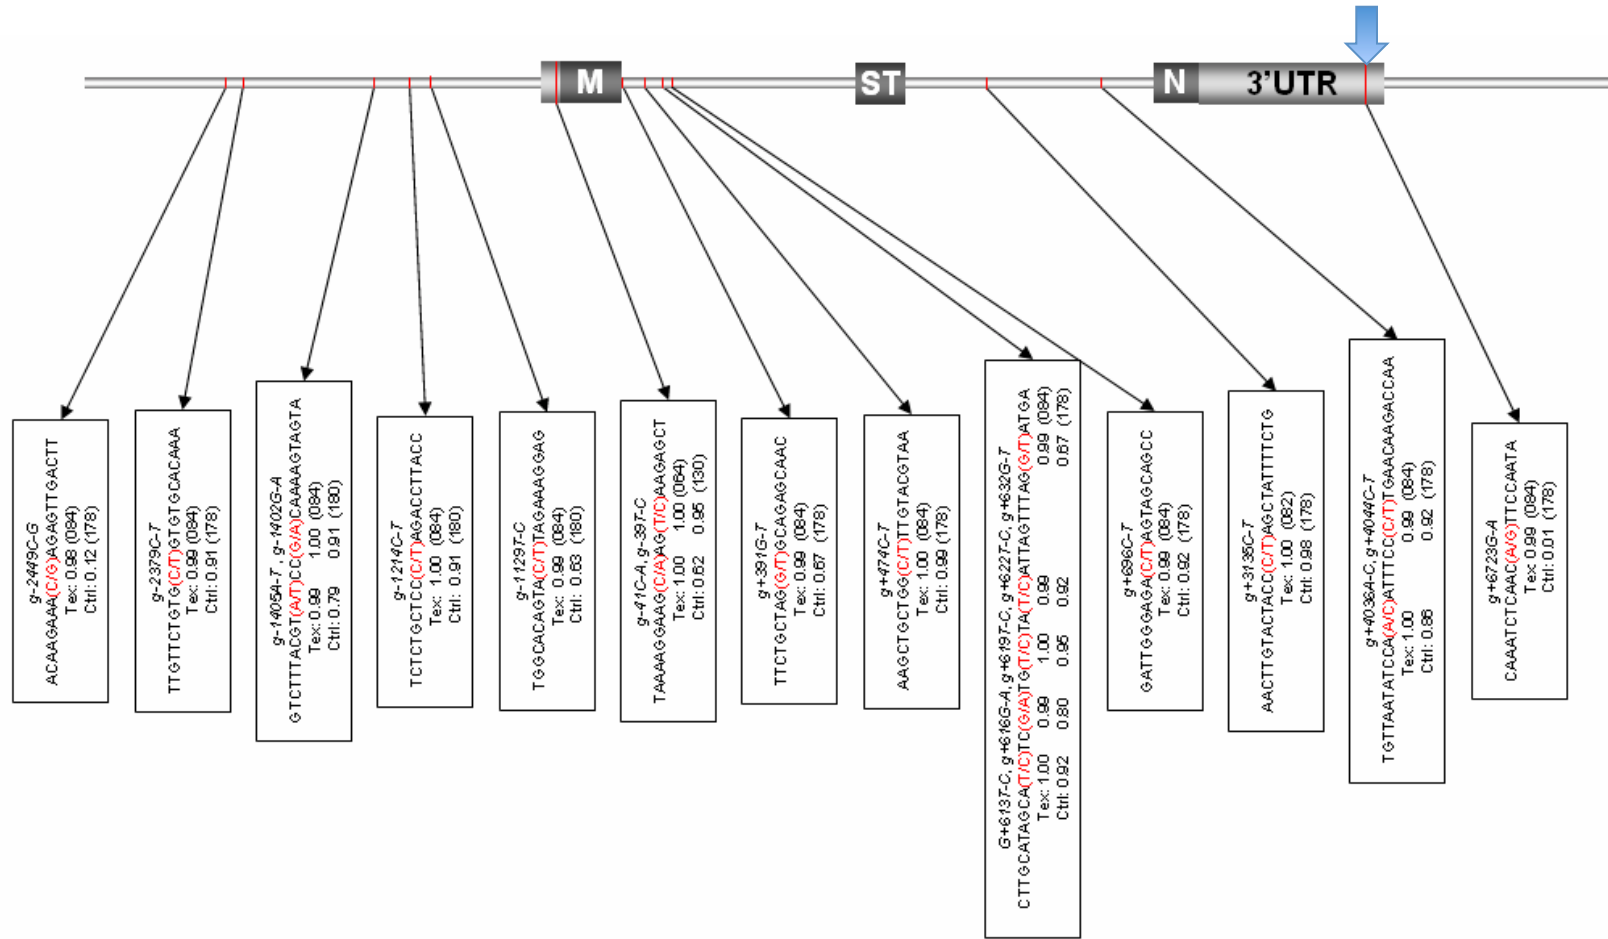 M
ST
N
3'UTR
g-2449C-G
ACAAGAAA(C/G)AGAGTTGACTT
Tex: 0.98 (084)
Ctrl: 0.12 (178)
g-2379C-T
TTGTTCTGTG(C/T)GTGTGCACAAA
Tex: 0.99 (084)
Ctrl: 0.91 (178)
g-1405A-T , g-1402G-A
GTCTTTACGT(A/T)CC(G/A)CAAAAGTAGTA
Tex: 0.99 1.00 (084)
Ctrl: 0.79 0.91 (180)
g-1214C-T
TCTCTGCTCC(C/T)AGACCTTACC
Tex: 1.00 (084)
Ctrl: 0.91 (180)
g-1129T-C
TGGCACAGTA(C/T)TAGAAAGGAG
Tex: 0.99 (084)
Ctrl: 0.63 (180)
g-41C-A, g-39T-C
TAAAAGGAAG(C/A)AG(T/C)AAGAGCT
Tex: 1.00 1.00 (064)
Ctrl: 0.62 0.95 (130)
g+391G-T
TTCTGCTAG(G/T)GCAGAGCAAC
Tex: 0.99 (084)
Ctrl: 0.67 (178)
g+474C-T
AAGCTGCTGG(C/T)TTGTACGTAA
Tex: 1.00 (084)
Ctrl: 0.99 (178)
G+613T-C, g+616G-A, g+619T-C, g+622T-C, g+632G-T
CTTGCATAGCA(T/C)TC(G/A)TG(T/C)TA(T/C)ATTAGTTTAG(G/T)ATGA
Tex: 1.00 0.99 1.00 0.99 0.99 (084)
Ctrl: 0.92 0.80 0.95 0.92 0.67 (178)
g+696C-T
GATTGGGAGA(C/T)AGTAGCAGCC
Tex: 0.99 (084)
Ctrl: 0.92 (178)
g+3135C-T
AACTTGTACTACC(C/T)AGCTATTTTCTG
Tex: 1.00 (082)
Ctrl: 0.98 (178)
g+4036A-C, g+4044C-T
TGTTAATATCCA(A/C)ATTTCC(C/T)TGAACAAGACCAA
Tex: 1.00 0.99 (084)
Ctrl: 0.86 0.92 (178)
g+6723G-A
CAAATCTCAAC(A/G)TTCCAATA
Tex 0.99 (084)
Ctrl: 0.01 (178)